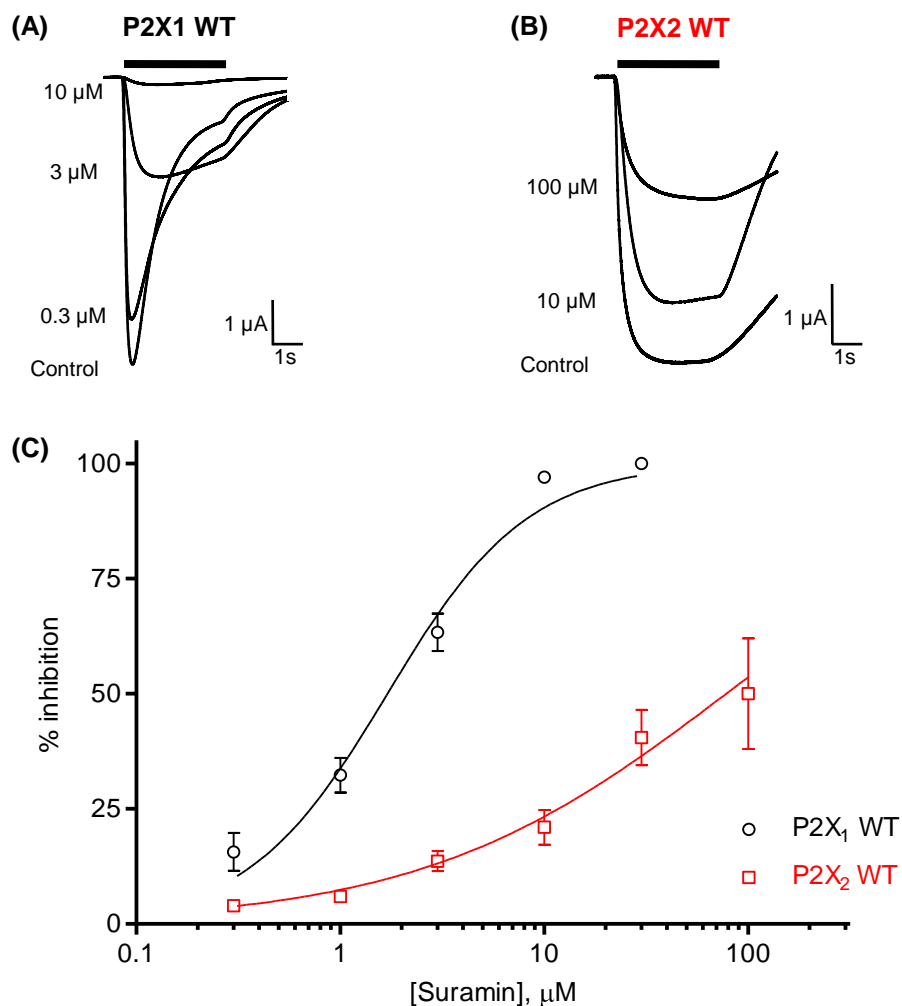 (A) P2X1 WT
10 µM
3 µM
0.3 µM
Control
1 µA
1s
(B) P2X2 WT
100 µM
10 µM
1 µA
1s
(C)
% inhibition
100
75
50
25
0
0.1 1 10 100
[Suramin], µM
P2X₁ WT
P2X₂ WT